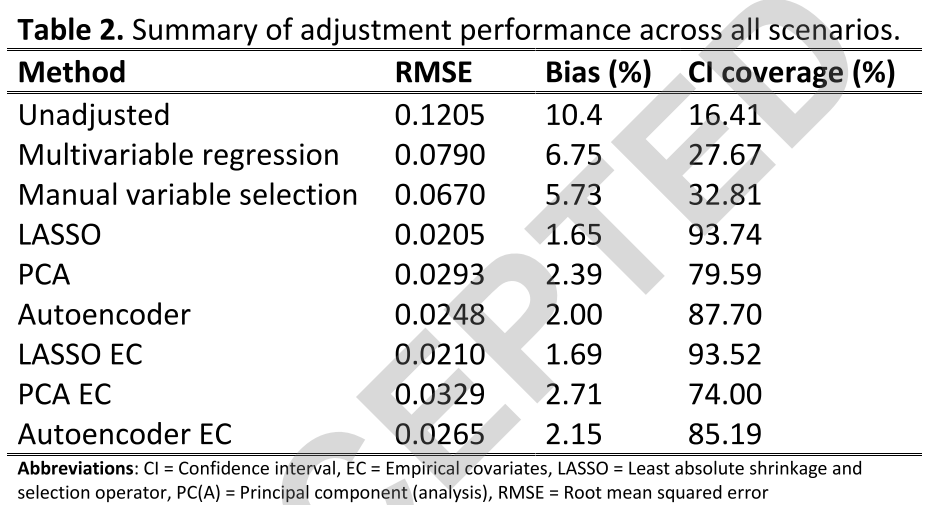 Table 2. Summary of adjustment performance across all scenarios.
Method RMSE Bias (%) CI coverage (%)
Unadjusted 0.1205 10.4 16.41
Multivariable regression 0.0790 6.75 27.67
Manual variable selection 0.0670 5.73 32.81
LASSO 0.0205 1.65 93.74
PCA 0.0293 2.39 79.59
Autoencoder 0.0248 2.00 87.70
LASSO EC 0.0210 1.69 93.52
PCA EC 0.0329 2.71 74.00
Autoencoder EC 0.0265 2.15 85.19
Abbreviations: CI = Confidence interval, EC = Empirical covariates, LASSO = Least absolute shrinkage and
selection operator, PC(A) = Principal component (analysis), RMSE = Root mean squared error
CEPTED